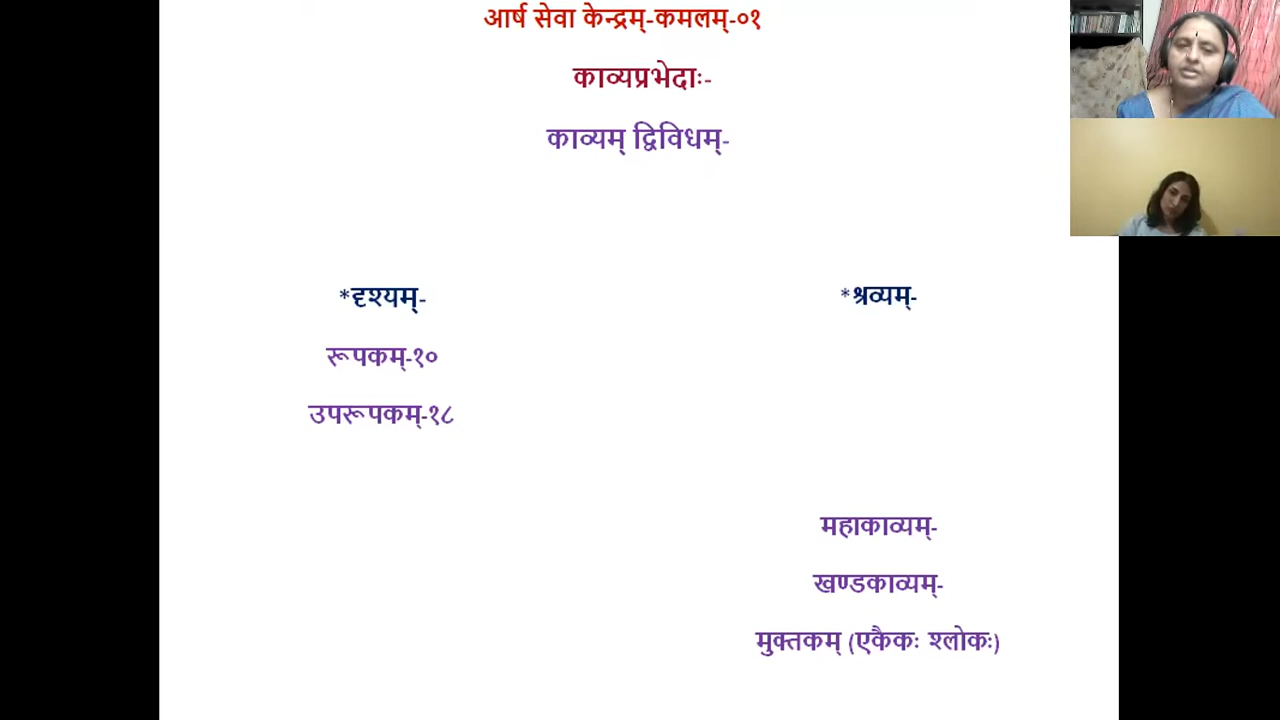 आर्ष सेवा केन्द्रम्-कमलम्-०१
काव्यप्रभेदाः-
काव्यम् द्विविधम्-
*दृश्यम्-
*श्रव्यम्-
रूपकम्-१०
उपरूपकम्-१८
महाकाव्यम्-
खण्डकाव्यम्-
मुक्तकम् (एकैकः श्लोकः)